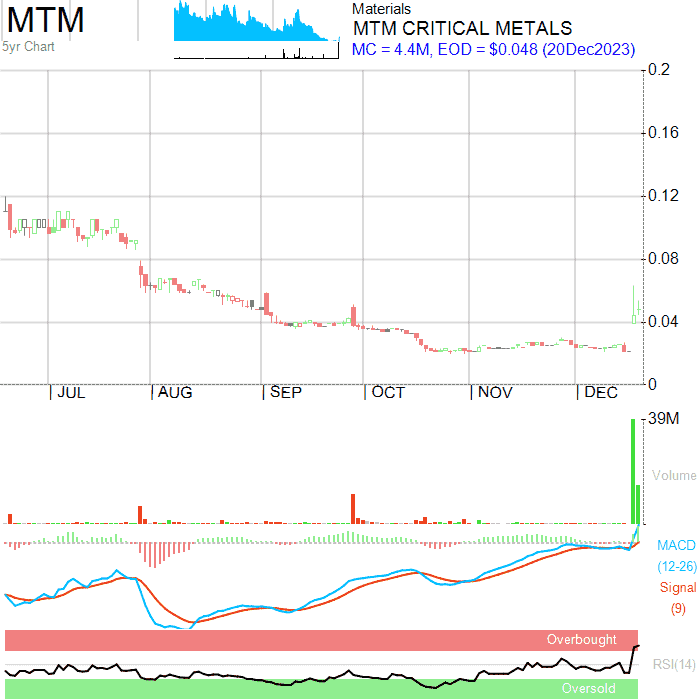 MTM
5yr Chart
Materials
MTM CRITICAL METALS
MC = 4.4M, EOD = $0.048 (20Dec2023)
0.2
0.16
0.12
0.08
0.04
0
JUL AUG SEP OCT NOV DEC
39M
Volume
MACD
(12-26)
Signal
(9)
Overbought
RSI(14)
Oversold